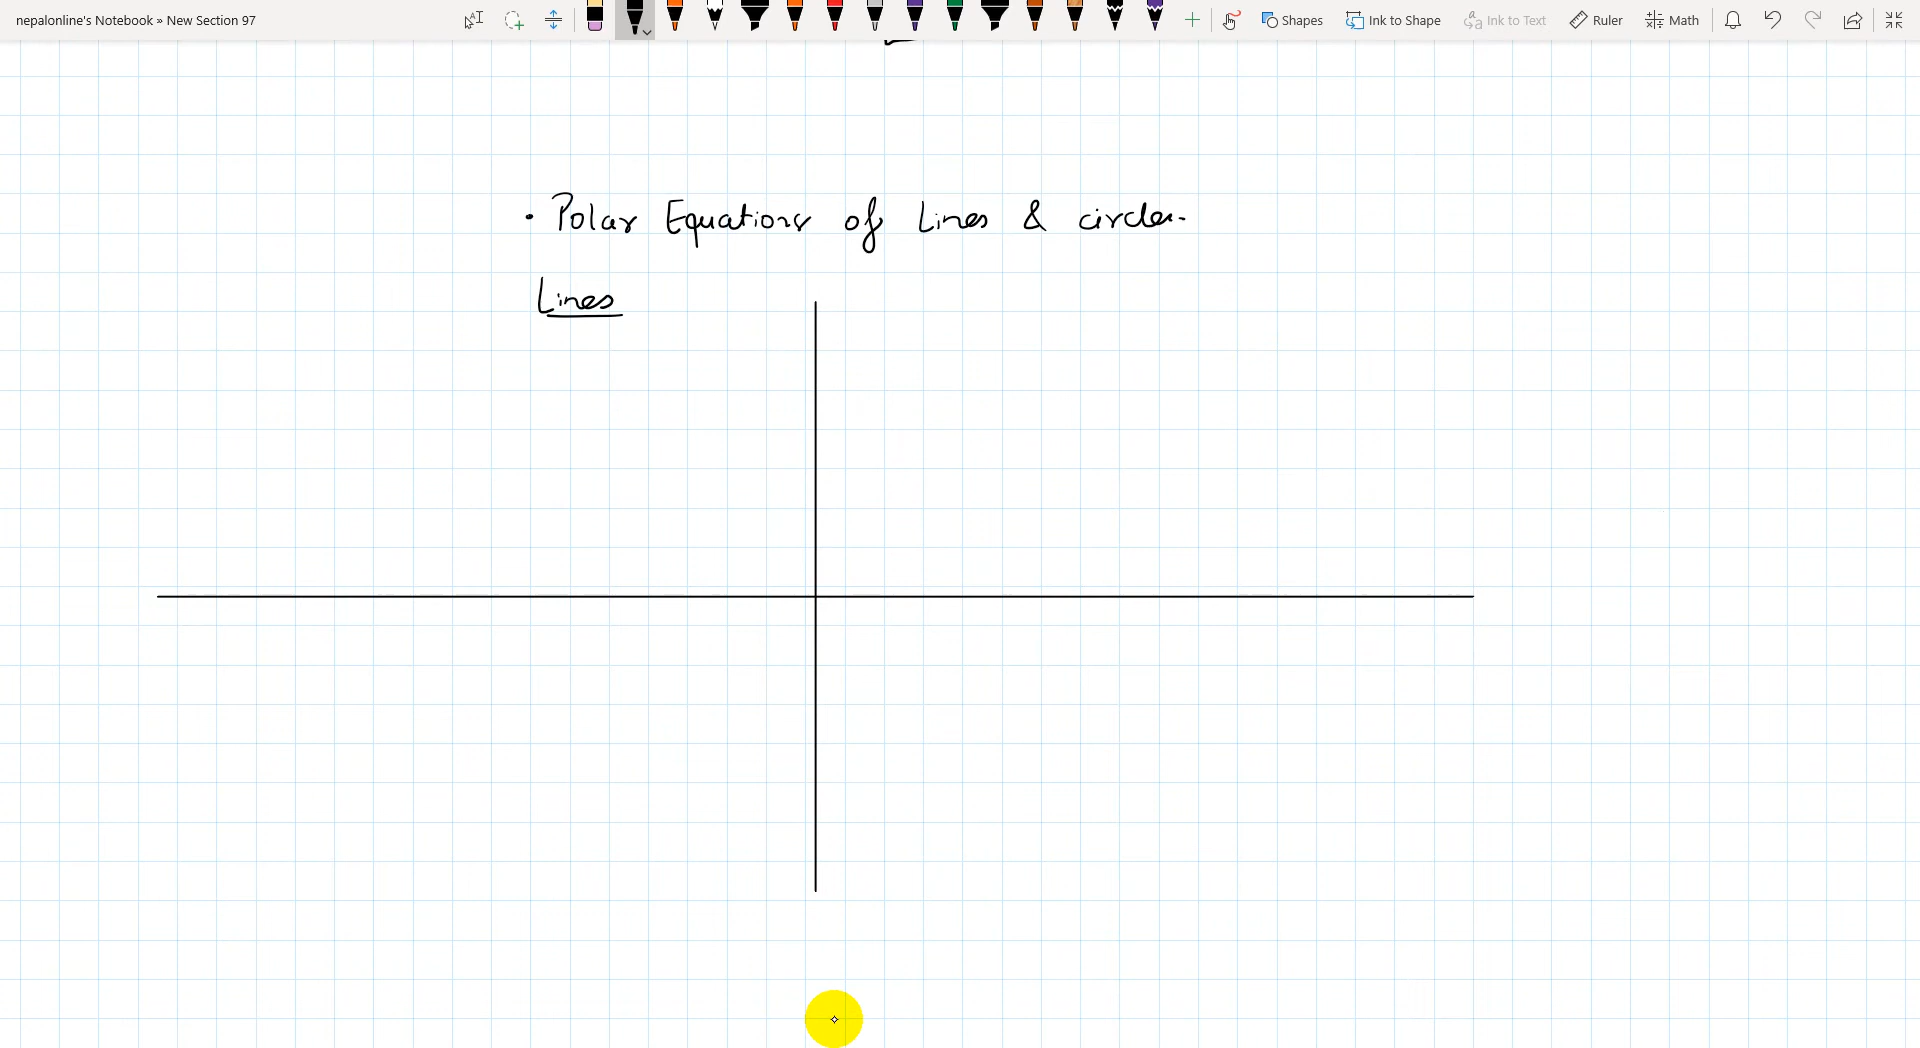 nepalonline's Notebook » New Section 97
Shapes
Ink to Shape
Ink to Text
Ruler
Math
• Polar Equations of Lines & circles.
Lines